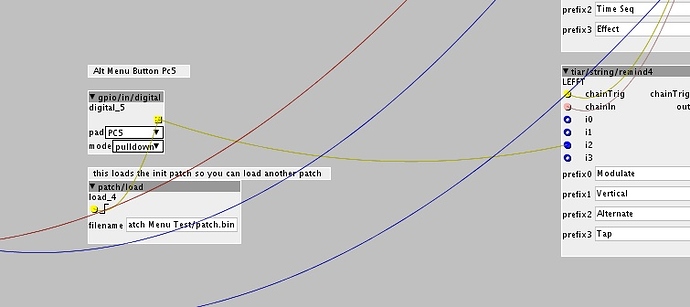 prefix2 Time Seq
prefix3 Effect
Alt Menu Button Pc5
gpio/in/digital
digital_5
pad PC5
mode pulldown
this loads the init patch so you can load another patch
patch/load
load_4
filename atch Menu Test/patch.bin
tiar/string/remind4
LEFFT
chainTrig chainTrig
chainIn out
i0
i1
i2
i3
prefix0 Modulate
prefix1 Vertical
prefix2 Alternate
prefix3 Tap